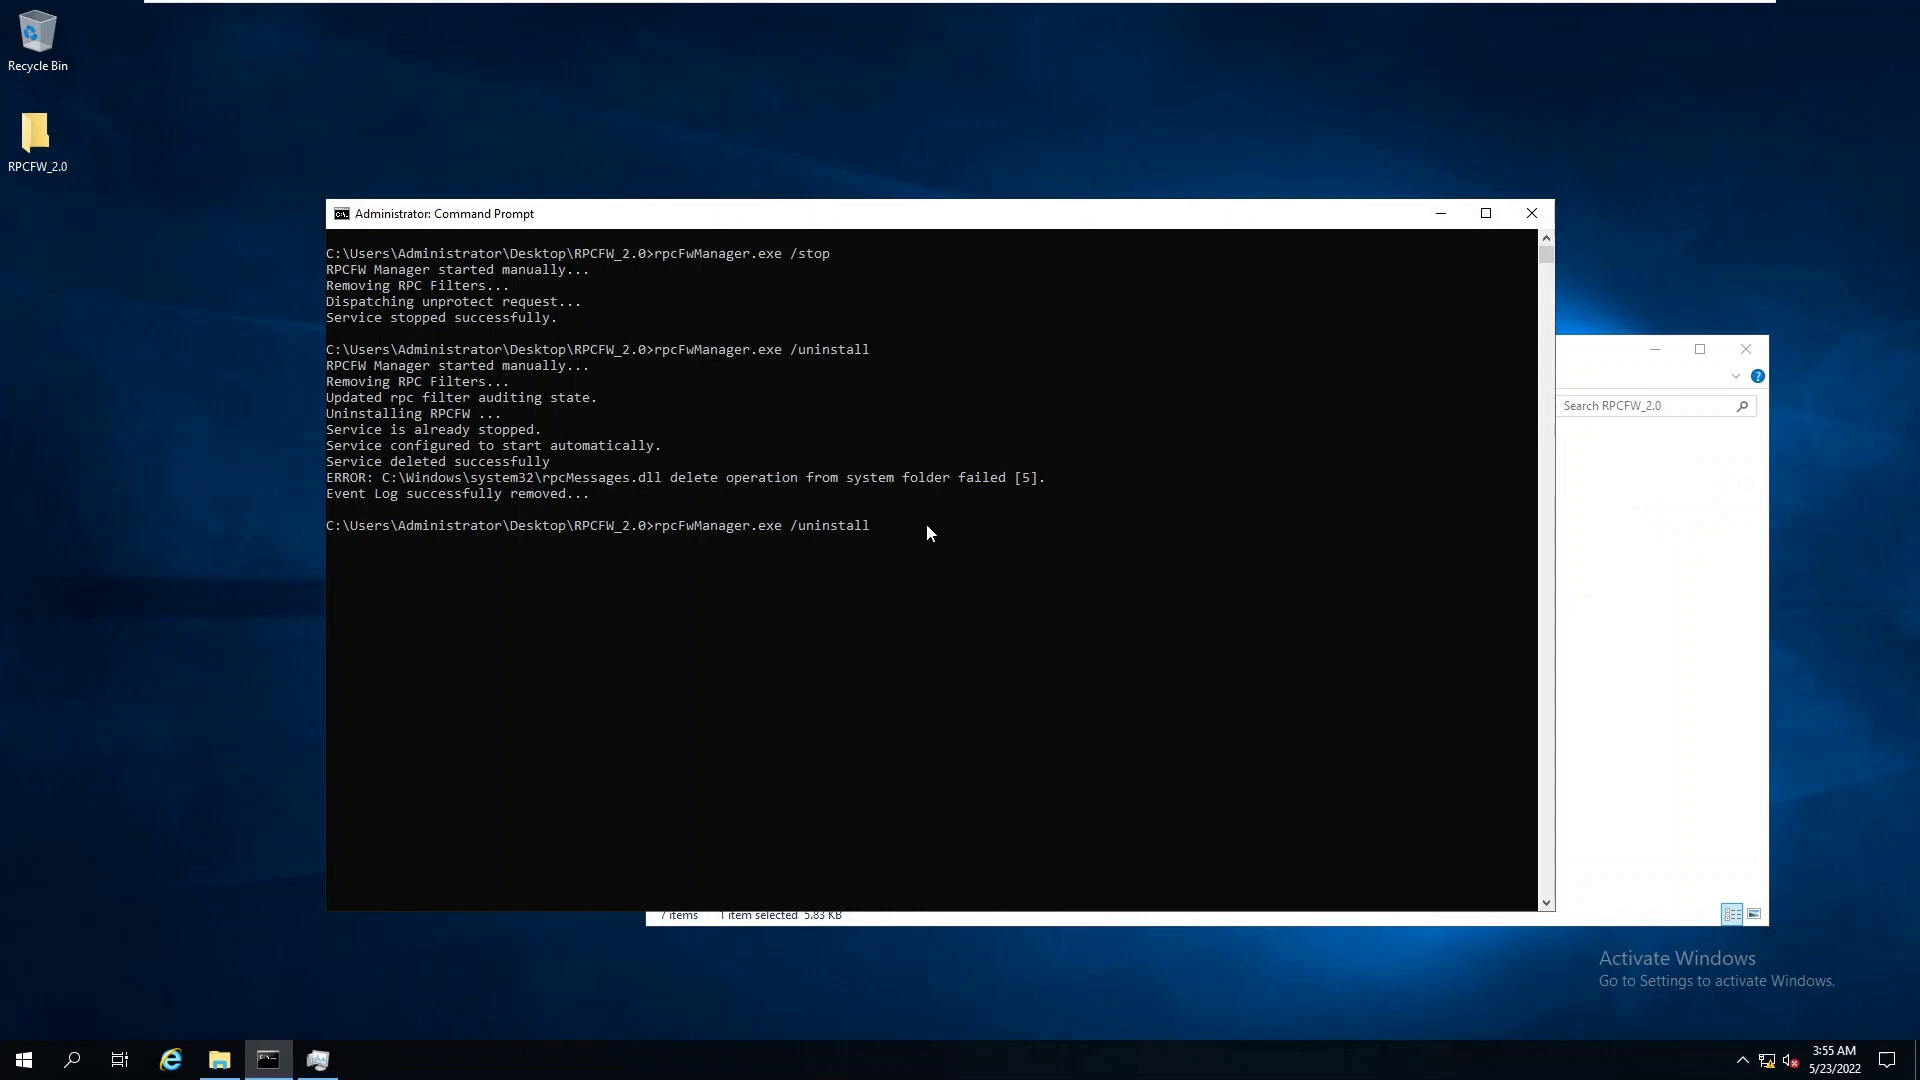 Recycle Bin
RPCFW_2.0
Administrator: Command Prompt
C:\Users\Administrator\Desktop\RPCFW_2.0>rpcFwManager.exe /stop
RPCFW Manager started manually...
Removing RPC Filters...
Dispatching unprotect request...
Service stopped successfully.
C:\Users\Administrator\Desktop\RPCFW_2.0>rpcFwManager.exe /uninstall
RPCFW Manager started manually...
Removing RPC Filters...
Updated rpc filter auditing state.
Uninstalling RPCFW ...
Service is already stopped.
Service configured to start automatically.
Service deleted successfully
ERROR: C:\Windows\system32\rpcMessages.dll delete operation from system folder failed [5].
Event Log successfully removed...
C:\Users\Administrator\Desktop\RPCFW_2.0>rpcFwManager.exe /uninstall
Search RPCFW_2.0
7 items 1 item selected 5.83 KB
Activate Windows
Go to Settings to activate Windows.
3:55 AM
5/23/2022